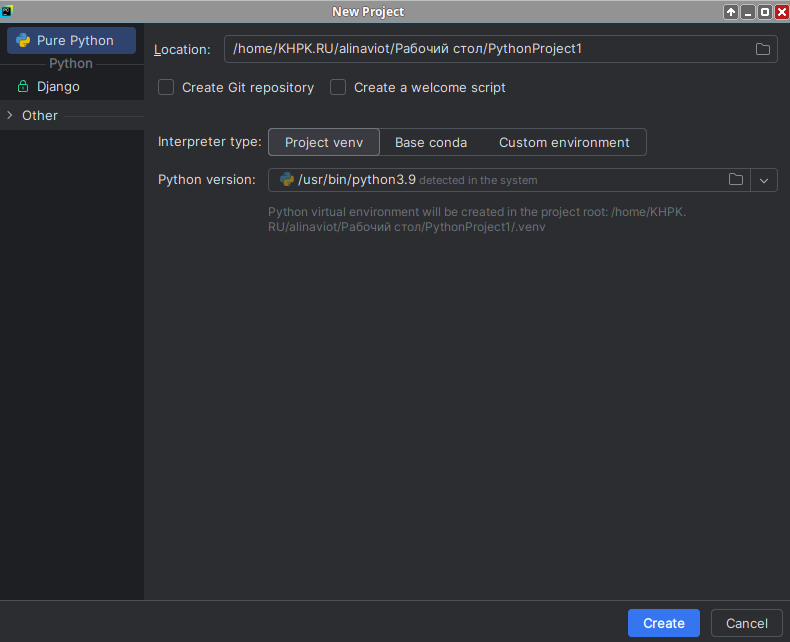 New Project
Pure Python
Python
Django
Other
Location: /home/KHPK.RU/alinaviot/Рабочий стол/PythonProject1
Create Git repository Create a welcome script
Interpreter type: Project venv Base conda Custom environment
Python version: /usr/bin/python3.9 detected in the system
Python virtual environment will be created in the project root: /home/KHPK.
RU/alinaviot/Рабочий стол/PythonProject1/.venv
Create Cancel